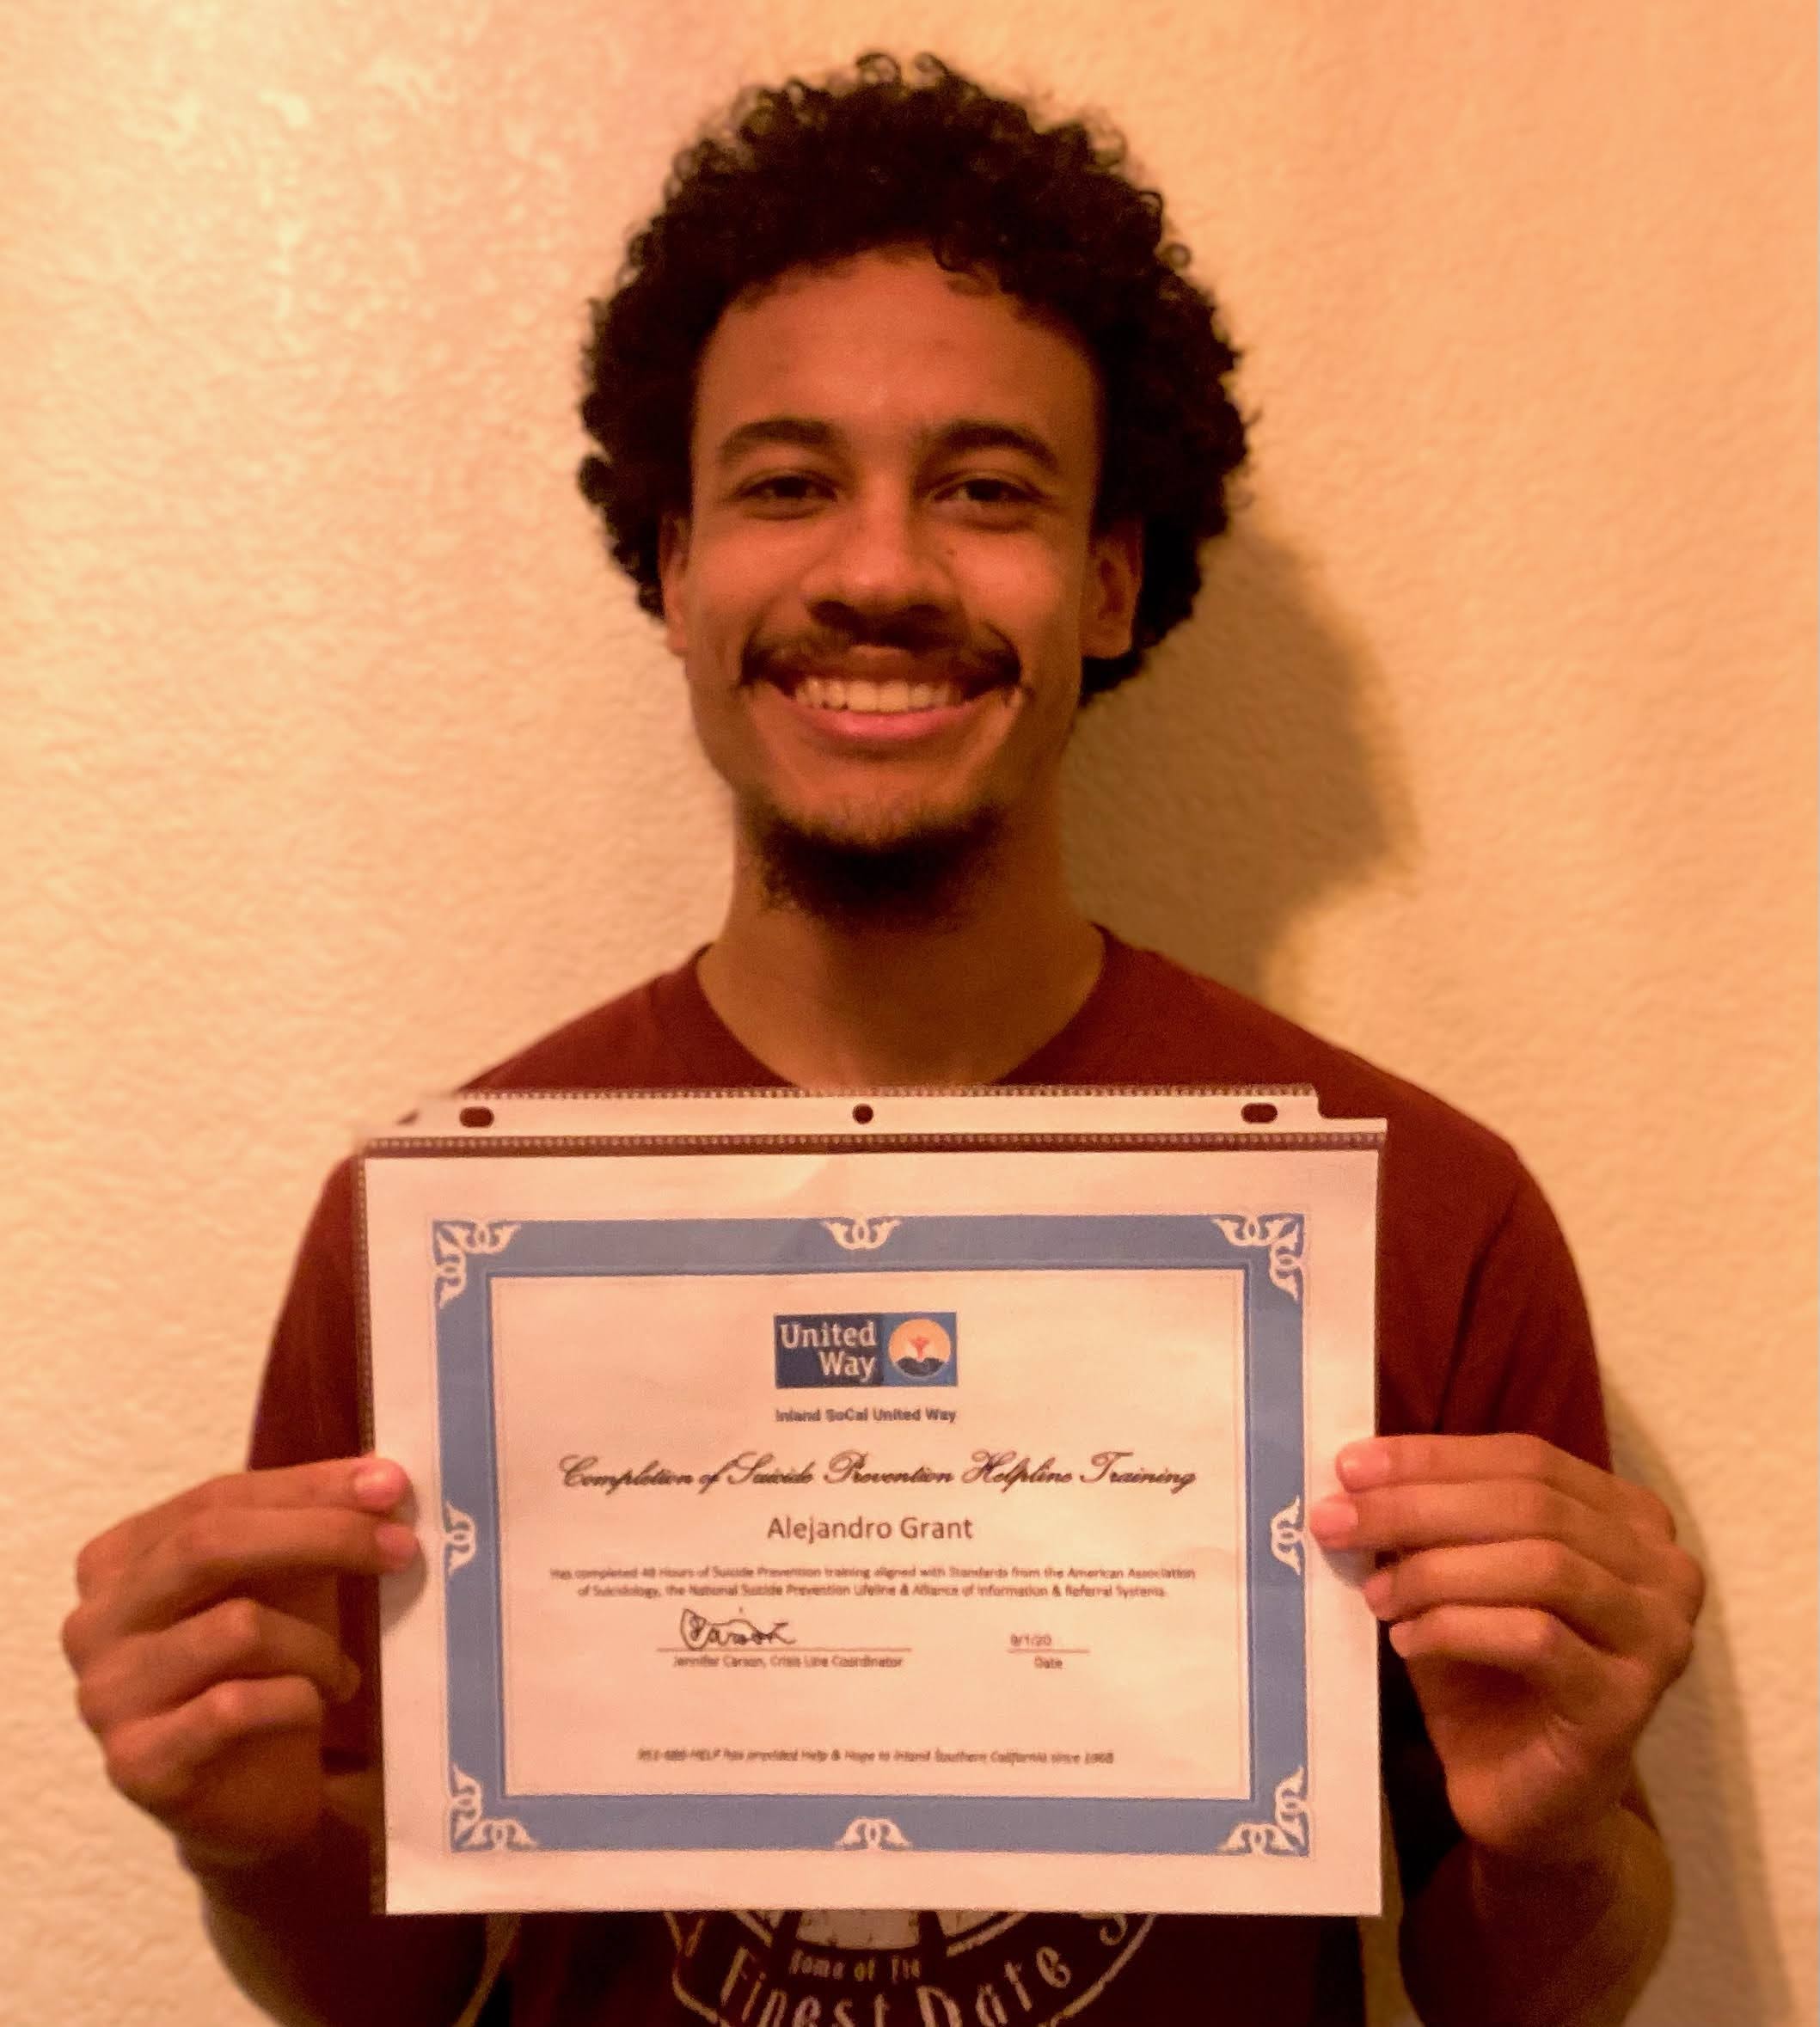 United
Way
Inland SoCal United Way
Completion of Suicide Prevention Helpline Training
Alejandro Grant
Has completed 48 Hours of Suicide Prevention training aligned with Standards from the American Association
of Suicidology, the National Suicide Prevention Lifeline & Alliance of Information & Referral Systems.
9/1/20
Jennifer Carson, Crisis Line Coordinator
Date
HELP has provided Help & Hope to Inland Southern California since 1968
Home of The
Finest Date